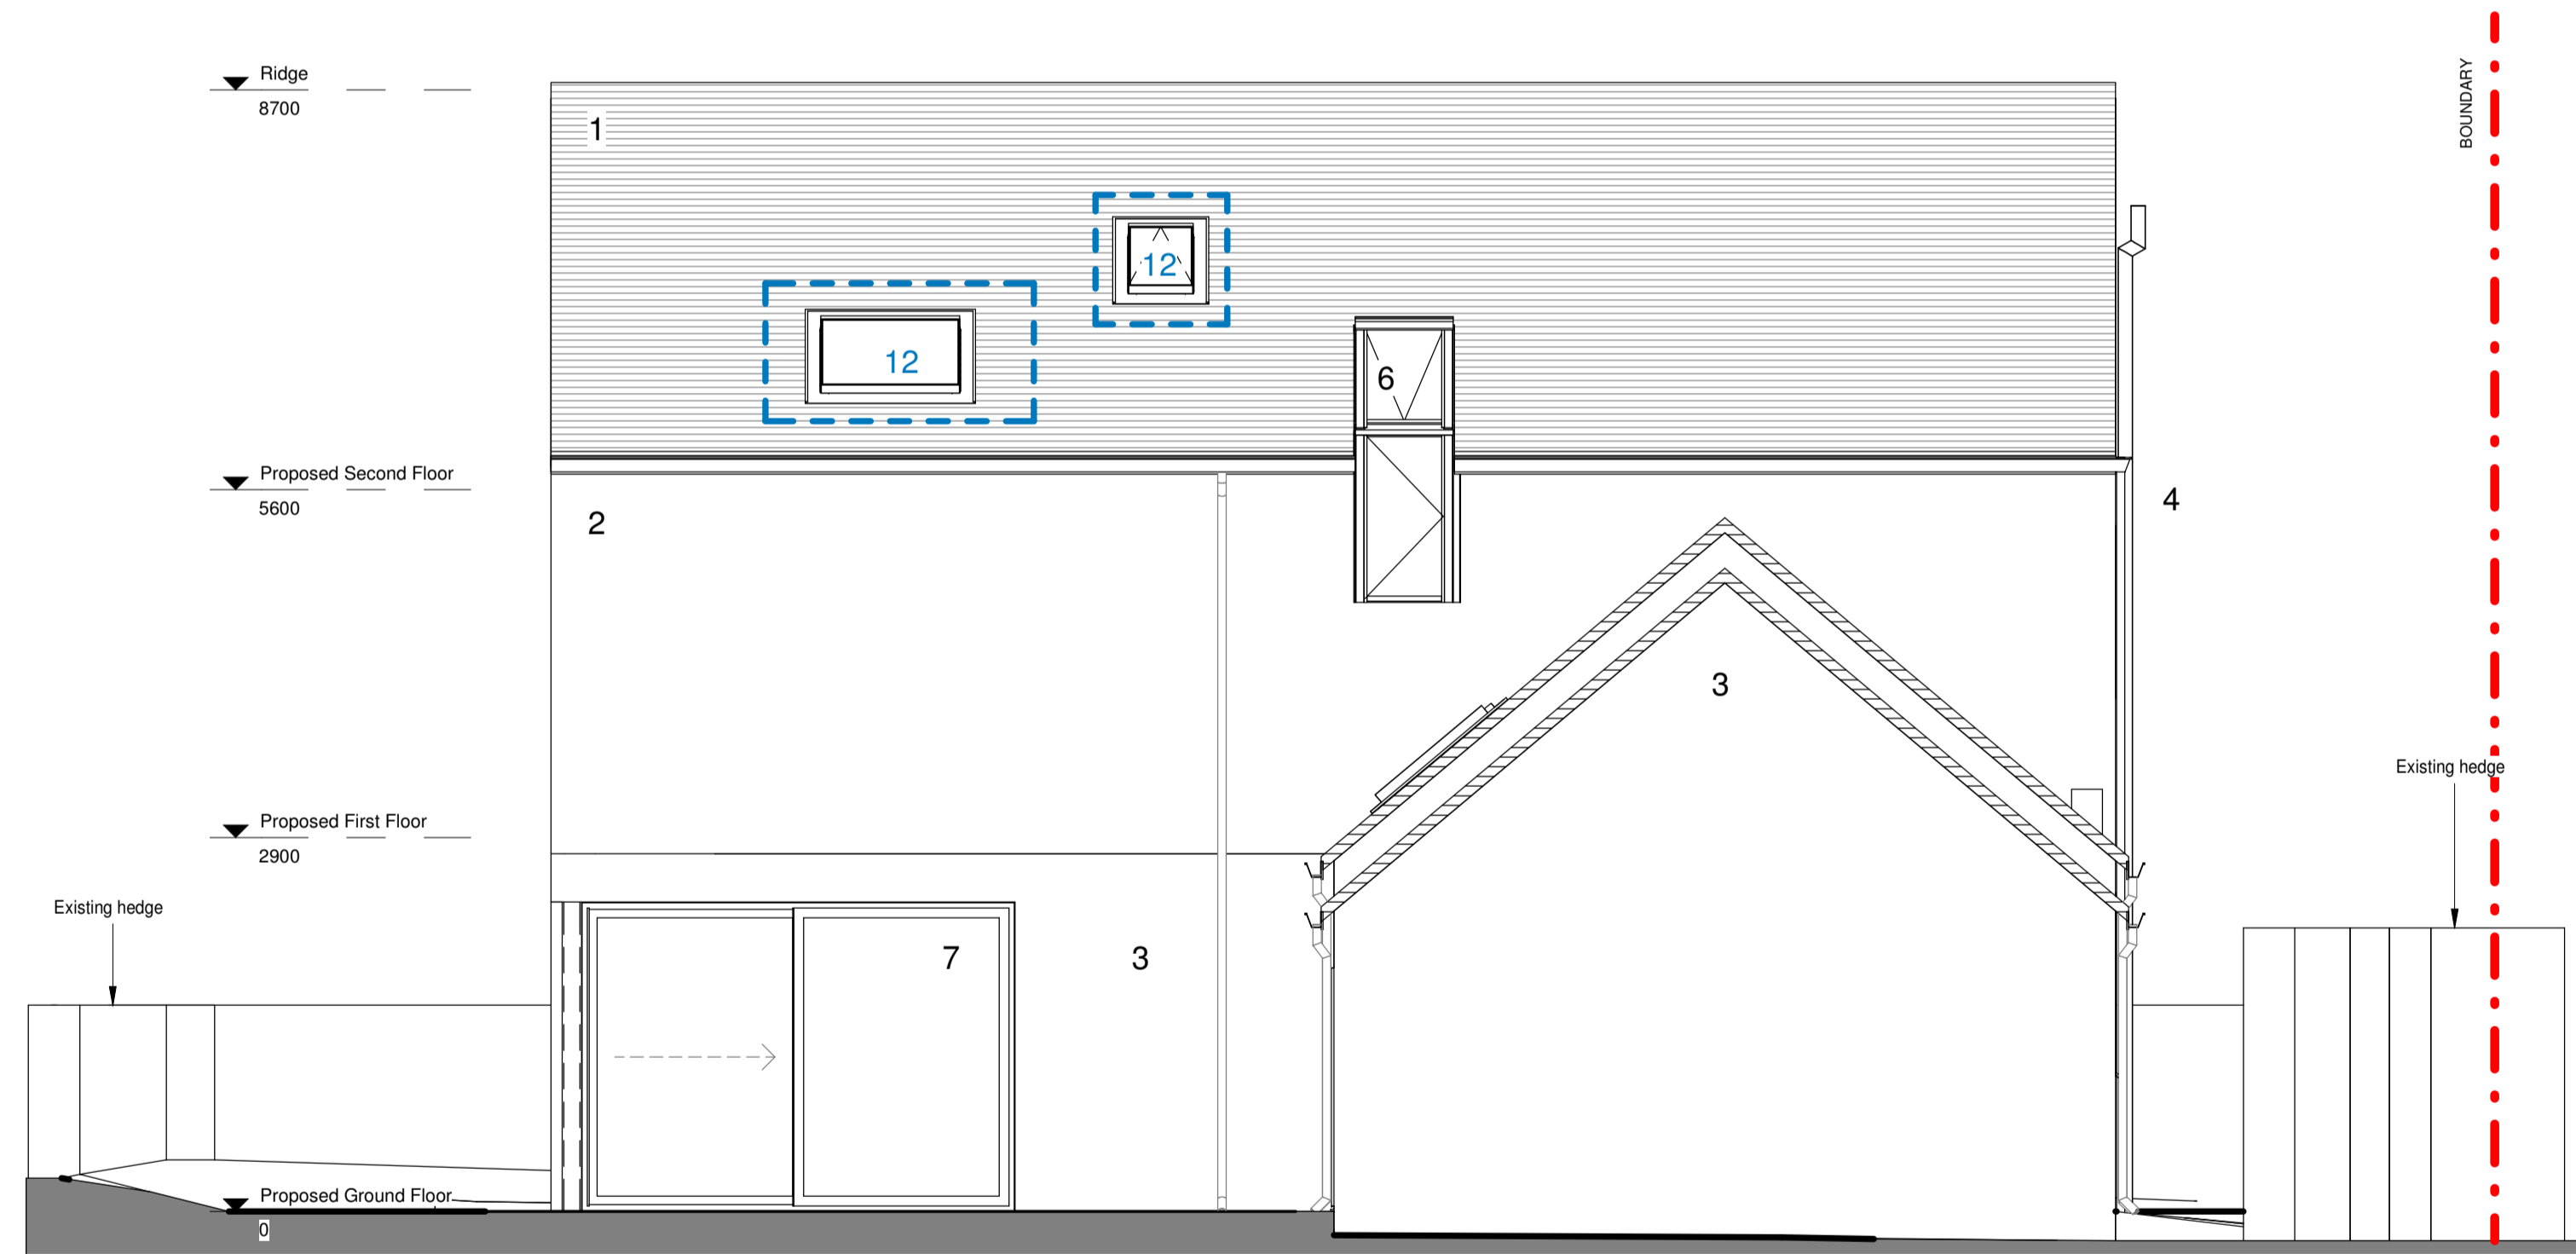 Ridge
8700
BOUNDARY
1
12
12
6
Proposed Second Floor
5600
2
4
3
Existing hedge
Proposed First Floor
2900
Existing hedge
7
3
Proposed Ground Floor
0